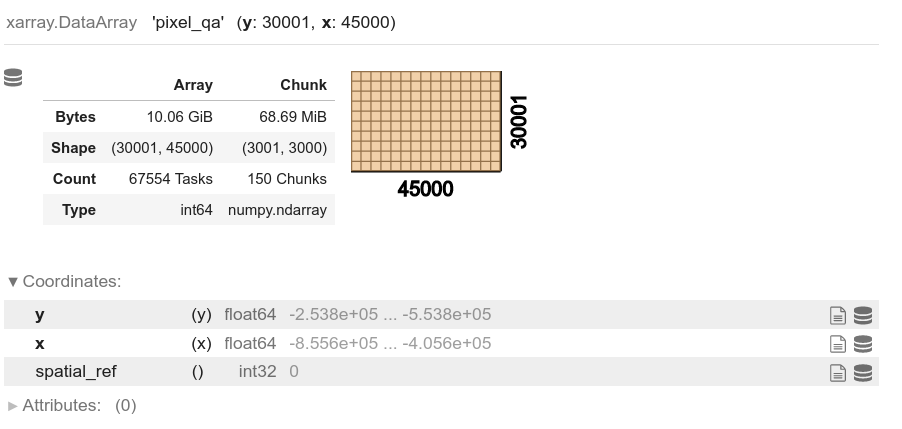 xarray.DataArray 'pixel_qa' (y: 30001, x: 45000)
Array Chunk
Bytes 10.06 GiB 68.69 MiB
Shape (30001, 45000) (3001, 3000)
Count 67554 Tasks 150 Chunks
Type int64 numpy.ndarray
30001
45000
▼ Coordinates:
y (y) float64 -2.538e+05 ... -5.538e+05
x (x) float64 -8.556e+05 ... -4.056e+05
spatial_ref () int32 0
► Attributes: (0)